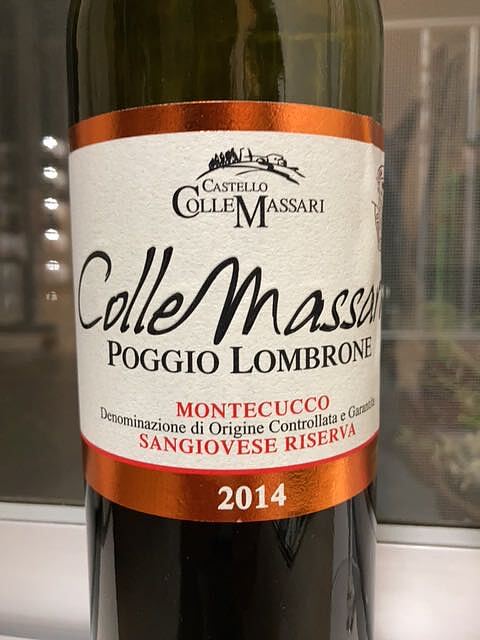 CASTELLO
COLLEMASSARI
ColleMassari
POGGIO LOMBRONE
MONTECUCCO
Denominazione di Origine Controllata e Garantita
SANGIOVESE RISERVA
2014